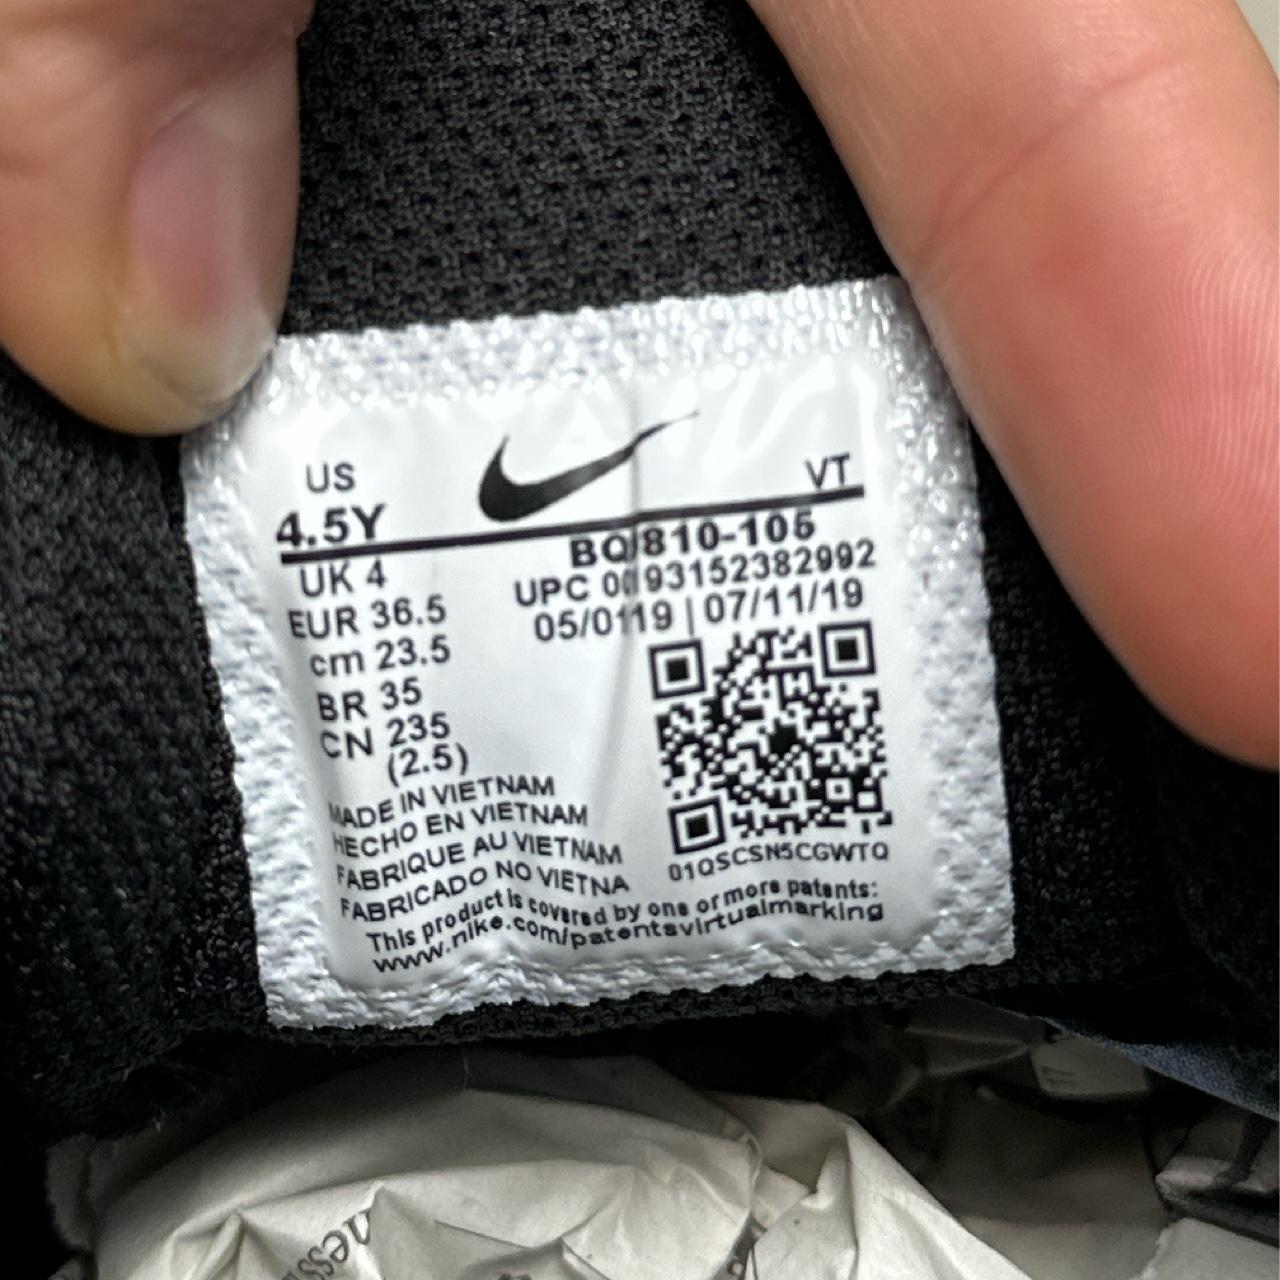 US
VT
4.5Y
UK 4
EUR 36.5
cm 23.5
BR 35
CN 235
(2.5)
810-105
UPC
05/01 19 | 07/11/19
MADE IN VIETNAM
HECHO EN VIETNAM
FABRIQUE AU VIETNAM
FABRICADO NO VIETNA
01QSCSN5CGWTQ
This product is covered by one or more patents:
www.nike.com/patentsvirtualmarking